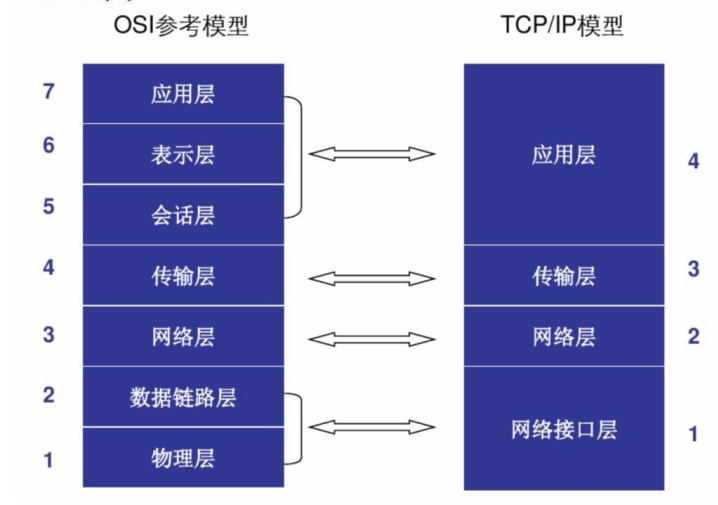 OSI参考模型
TCP/IP模型
7 应用层
6 表示层
5 会话层
4 传输层
3 网络层
2 数据链路层
1 物理层
应用层 4
传输层 3
网络层 2
网络接口层 1